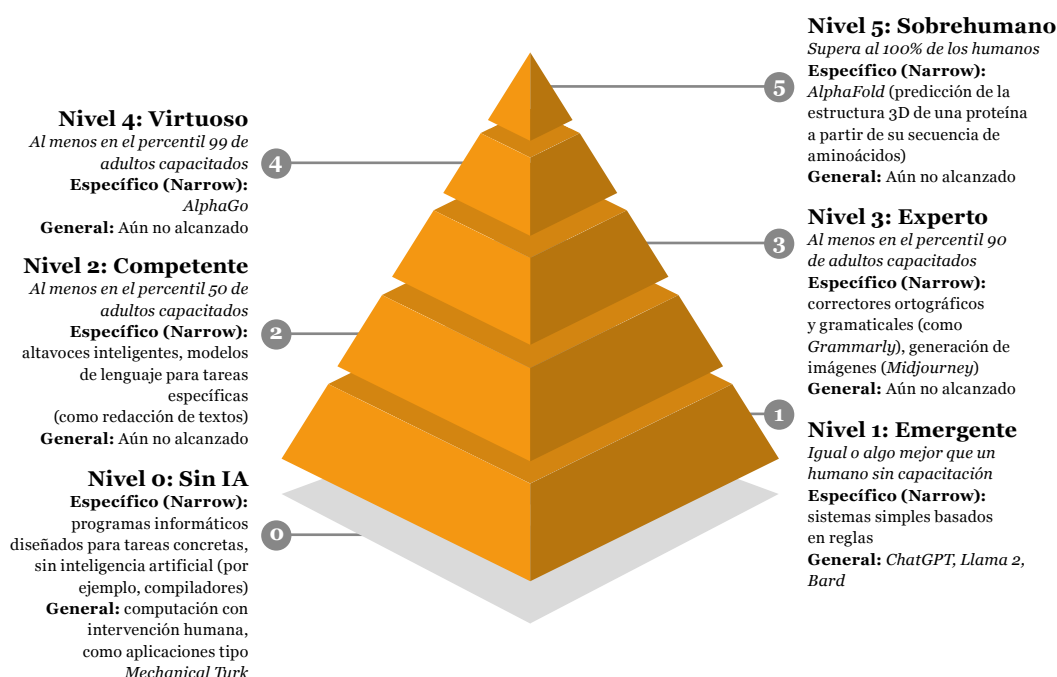 Nivel 5: Sobrehumano
Supera al 100% de los humanos
Específico (Narrow):
AlphaFold (predicción de la
estructura 3D de una proteína
a partir de su secuencia de
aminoácidos)
General: Aún no alcanzado
5
Nivel 4: Virtuoso
Al menos en el percentil 99 de
adultos capacitados
Específico (Narrow):
AlphaGo
General: Aún no alcanzado
4
Nivel 3: Experto
Al menos en el percentil 90
de adultos capacitados
Específico (Narrow):
correctores ortográficos
y gramaticales (como
Grammarly), generación de
imágenes (Midjourney)
General: Aún no alcanzado
3
Nivel 2: Competente
Al menos en el percentil 50 de
adultos capacitados
Específico (Narrow):
altavoces inteligentes, modelos
de lenguaje para tareas
específicas
(como redacción de textos)
General: Aún no alcanzado
2
Nivel 1: Emergente
Igual o algo mejor que un
humano sin capacitación
Específico (Narrow):
sistemas simples basados
en reglas
General: ChatGPT, Llama 2,
Bard
1
Nivel 0: Sin IA
Específico (Narrow):
programas informáticos
diseñados para tareas concretas,
sin inteligencia artificial (por
ejemplo, compiladores)
General: computación con
intervención humana,
como aplicaciones tipo
Mechanical Turk
0